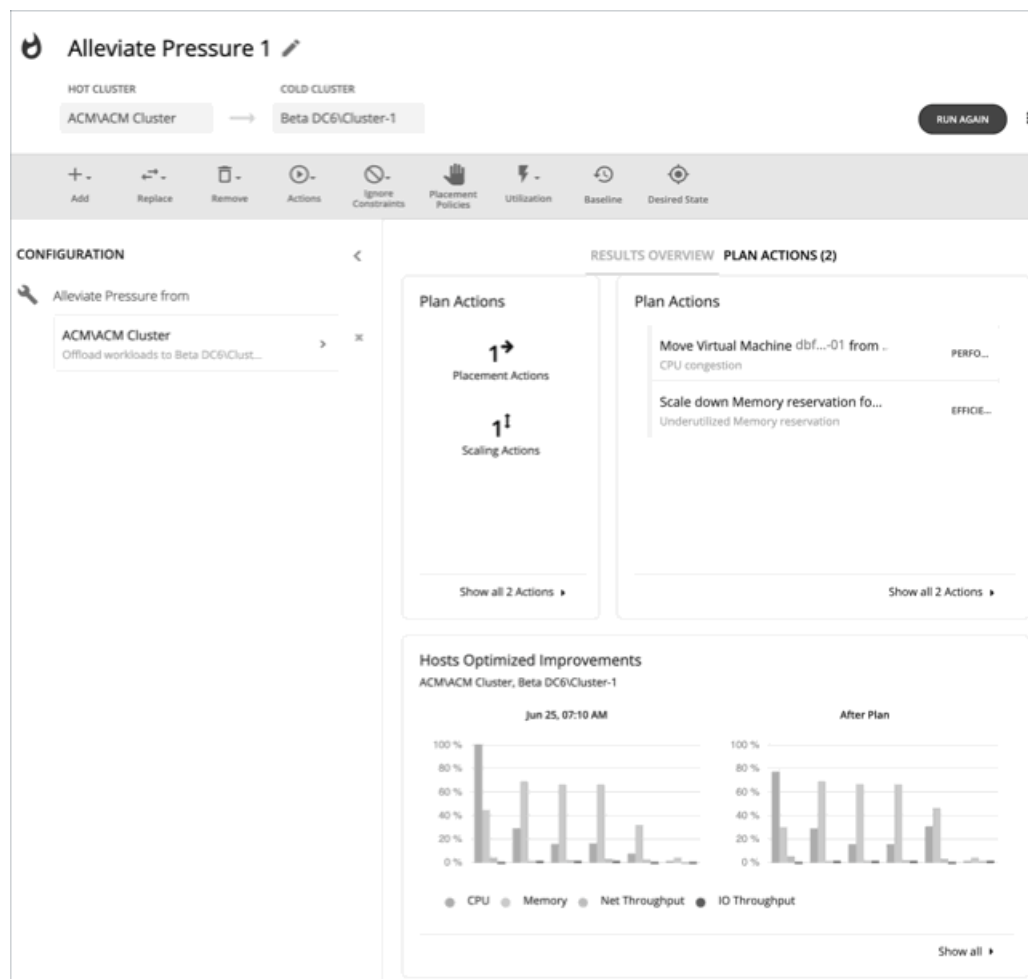 Alleviate Pressure 1
HOT CLUSTER
COLD CLUSTER
ACM\ACM Cluster
Beta DC6\Cluster-1
RUN AGAIN
Add
Replace
Remove
Actions
Ignore
Constraints
Placement
Policies
Utilization
Baseline
Desired State
CONFIGURATION
Alleviate Pressure from
ACM\ACM Cluster
Offload workloads to Beta DC6\Clust...
RESULTS OVERVIEW
PLAN ACTIONS (2)
Plan Actions
1
Placement Actions
1
Scaling Actions
Show all 2 Actions
Plan Actions
Move Virtual Machine dbf...-01 from ..
CPU congestion
PERFO...
Scale down Memory reservation fo...
Underutilized Memory reservation
EFFICIE...
Show all 2 Actions
Hosts Optimized Improvements
ACM\ACM Cluster, Beta DC6\Cluster-1
Jun 25, 07:10 AM
100 %
80 %
60 %
40 %
20 %
0 %
After Plan
100 %
80 %
60 %
40 %
20 %
0 %
CPU
Memory
Net Throughput
IO Throughput
Show all